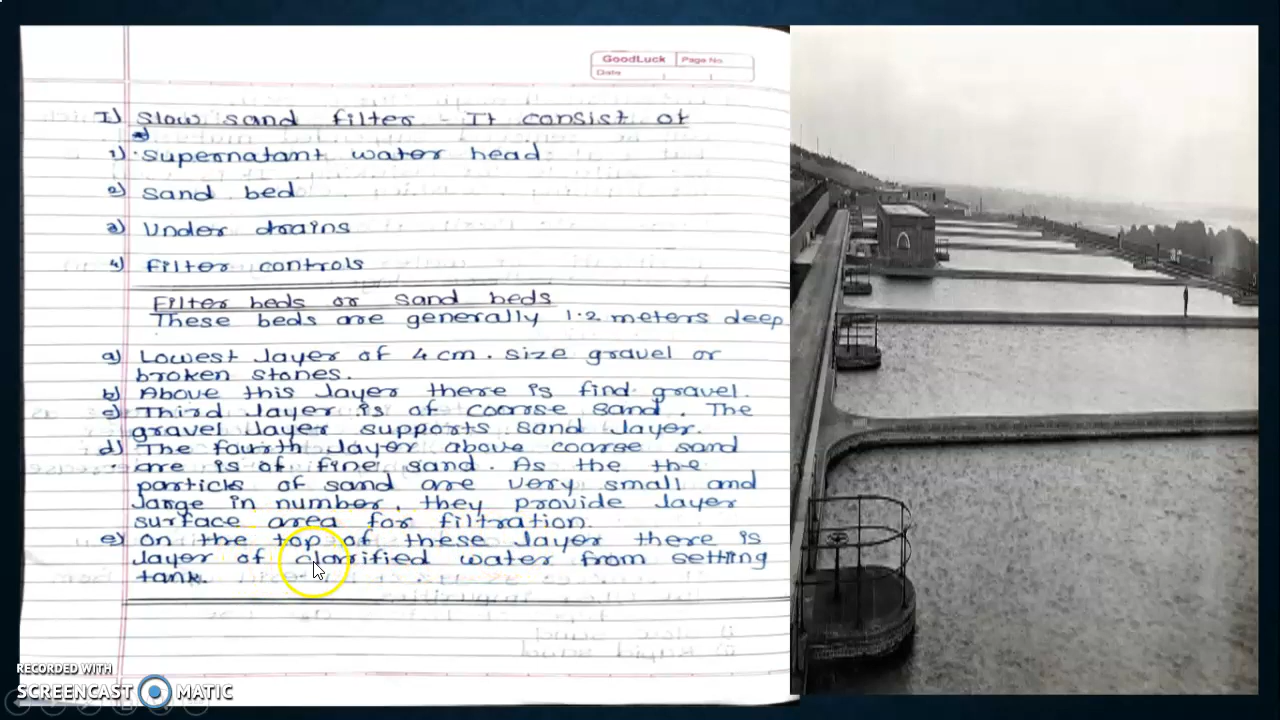 GoodLuck
Page No.
Date
I) Slow sand filter - It consist of
1) Supernatant water head
2) Sand bed
3) Under drains
4) Filter controls
Filter beds or sand beds
These beds are generally 1.2 meters deep
a) Lowest layer of 4 cm. size gravel or
broken stones.
b) Above this layer there is find gravel.
c) Third layer is of coarse sand. The
gravel layer supports sand layer.
d) The fourth layer above coarse sand
are is of fine sand. As the the
particls of sand are very small and
large in number, they provide layer
surface area for filtration.
e) On the top of these layer there is
layer of clarified water from setting
tank.
RECORDED WITH
SCREENCAST MATIC